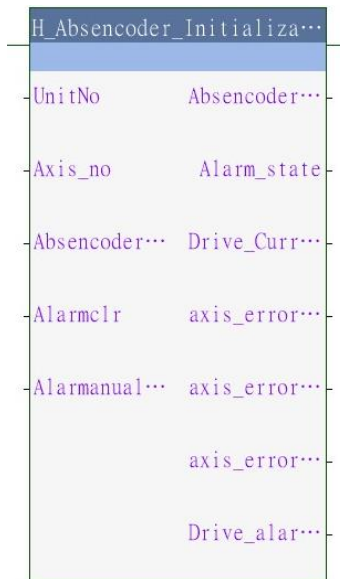 H_Absencoder_Initializa···
UnitNo Absencoder···
Axis_no Alarm_state
Absencoder··· Drive_Curr···
Alarmclr axis_error···
Alarmanual··· axis_error···
axis_error···
Drive_alar···